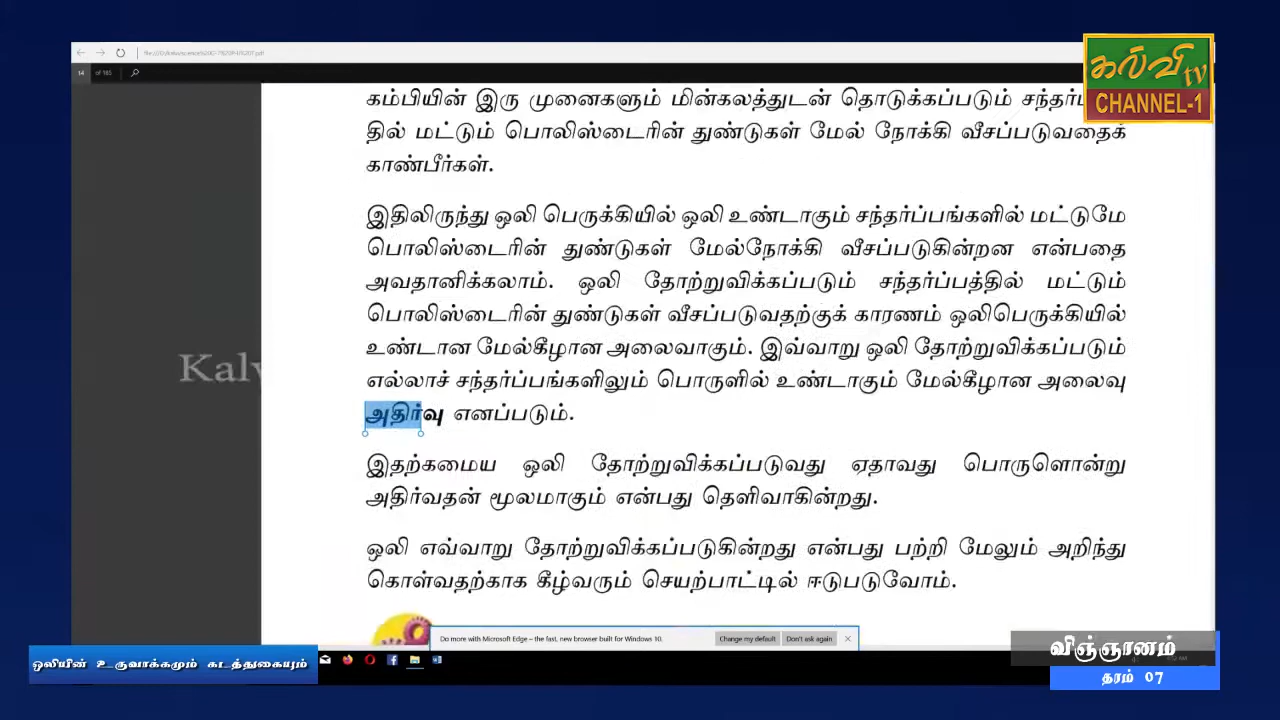 கல்வி tv
CHANNEL-1
14 of 165
கம்பியின் இரு முனைகளும் மின்கலத்துடன் தொடுக்கப்படும்
தில் மட்டும் பொலிஸ்டைரின் துண்டுகள் மேல் நோக்கி வீசப்படுவதைக்
காண்பீர்கள்.
இதிலிருந்து ஒலி பெருக்கியில் ஒலி உண்டாகும் சந்தர்ப்பங்களில் மட்டுமே
பொலிஸ்டைரின் துண்டுகள் மேல்நோக்கி வீசப்படுகின்றன என்பதை
அவதானிக்கலாம். ஒலி தோற்றுவிக்கப்படும் சந்தர்ப்பத்தில் மட்டும்
பொலிஸ்டைரின் துண்டுகள் வீசப்படுவதற்குக் காரணம் ஒலிபெருக்கியில்
உண்டான மேல்கீழான அலைவாகும். இவ்வாறு ஒலி தோற்றுவிக்கப்படும்
எல்லாச் சந்தர்ப்பங்களிலும் பொருளில் உண்டாகும் மேல்கீழான அலைவு
அதிர்வு எனப்படும்.
இதற்கமைய ஒலி தோற்றுவிக்கப்படுவது ஏதாவது பொருளொன்று
அதிர்வதன் மூலமாகும் என்பது தெளிவாகின்றது.
ஒலி எவ்வாறு தோற்றுவிக்கப்படுகின்றது என்பது பற்றி மேலும் அறிந்து
கொள்வதற்காக கீழ்வரும் செயற்பாட்டில் ஈடுபடுவோம்.
Do more with Microsoft Edge – the fast, new browser built for Windows 10. Change my default Don't ask again
ஒலியின் உருவாக்கமும் கடத்துகையும்
விஞ்ஞானம்
தரம் 07